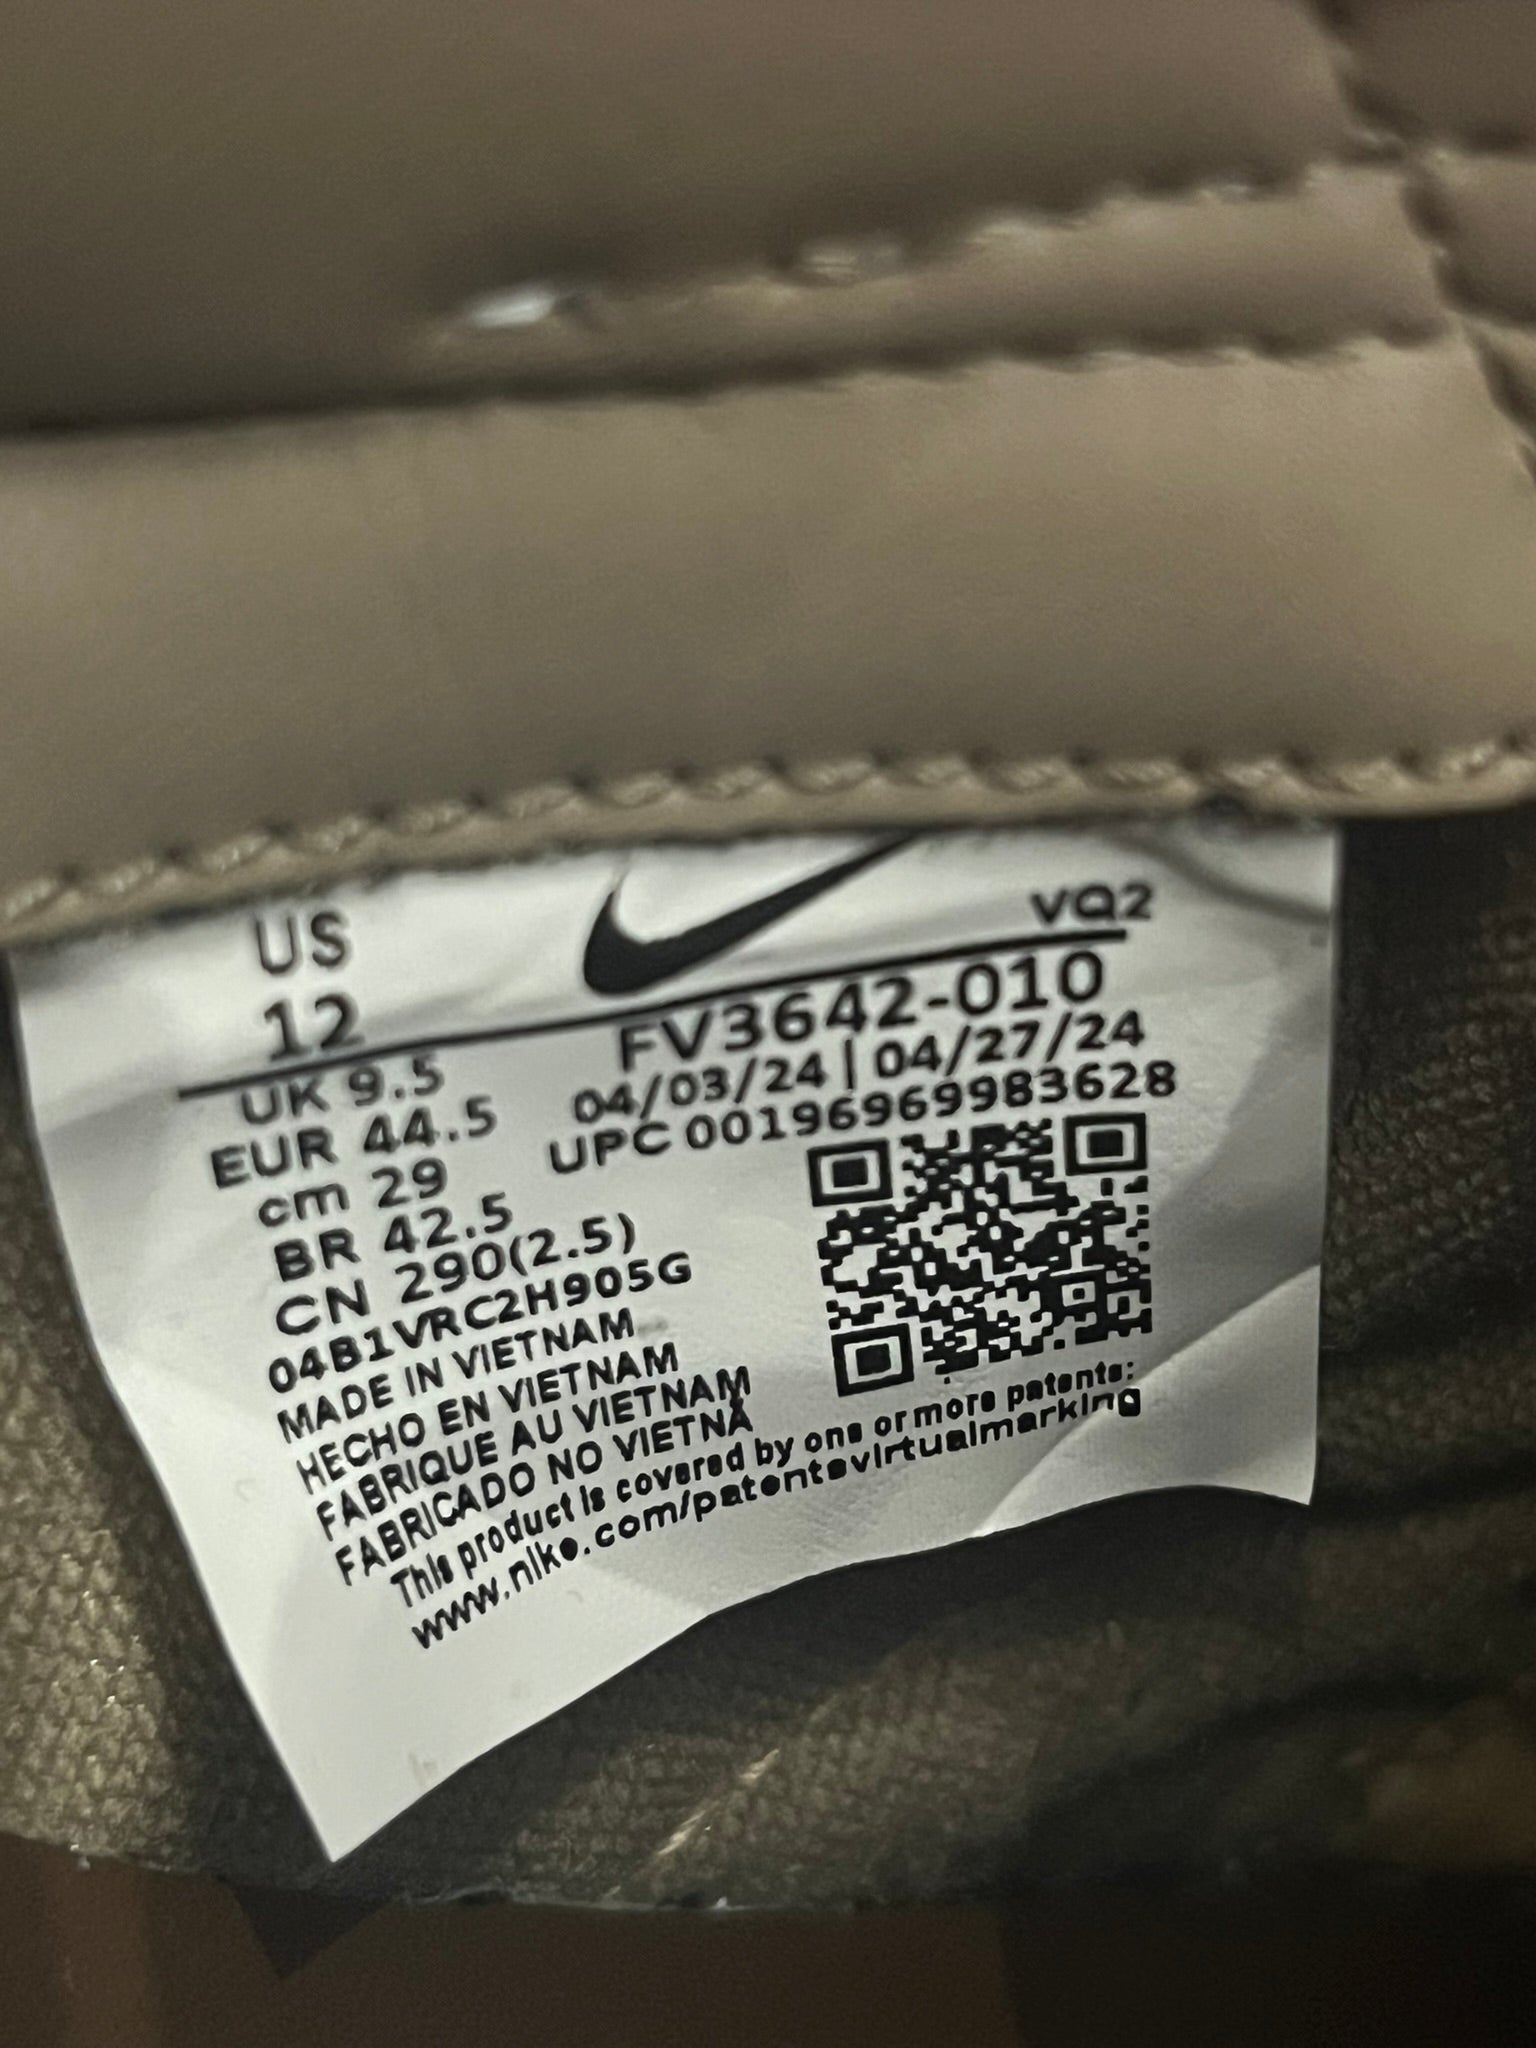 US
12
UK 9.5
EUR 44.5
cm 29
BR 42.5
CN 290(2.5)
04B1VRC2H905G
MADE IN VIETNAM
HECHO EN VIETNAM
FABRIQUE AU VIETNAM
FABRICADO NO VIETNÃ
VQ2
FV3642-010
04/03/24 | 04/27/24
UPC 00196969983628
This product is covered by one or more patents:
www.nike.com/patentsvirtualmarking